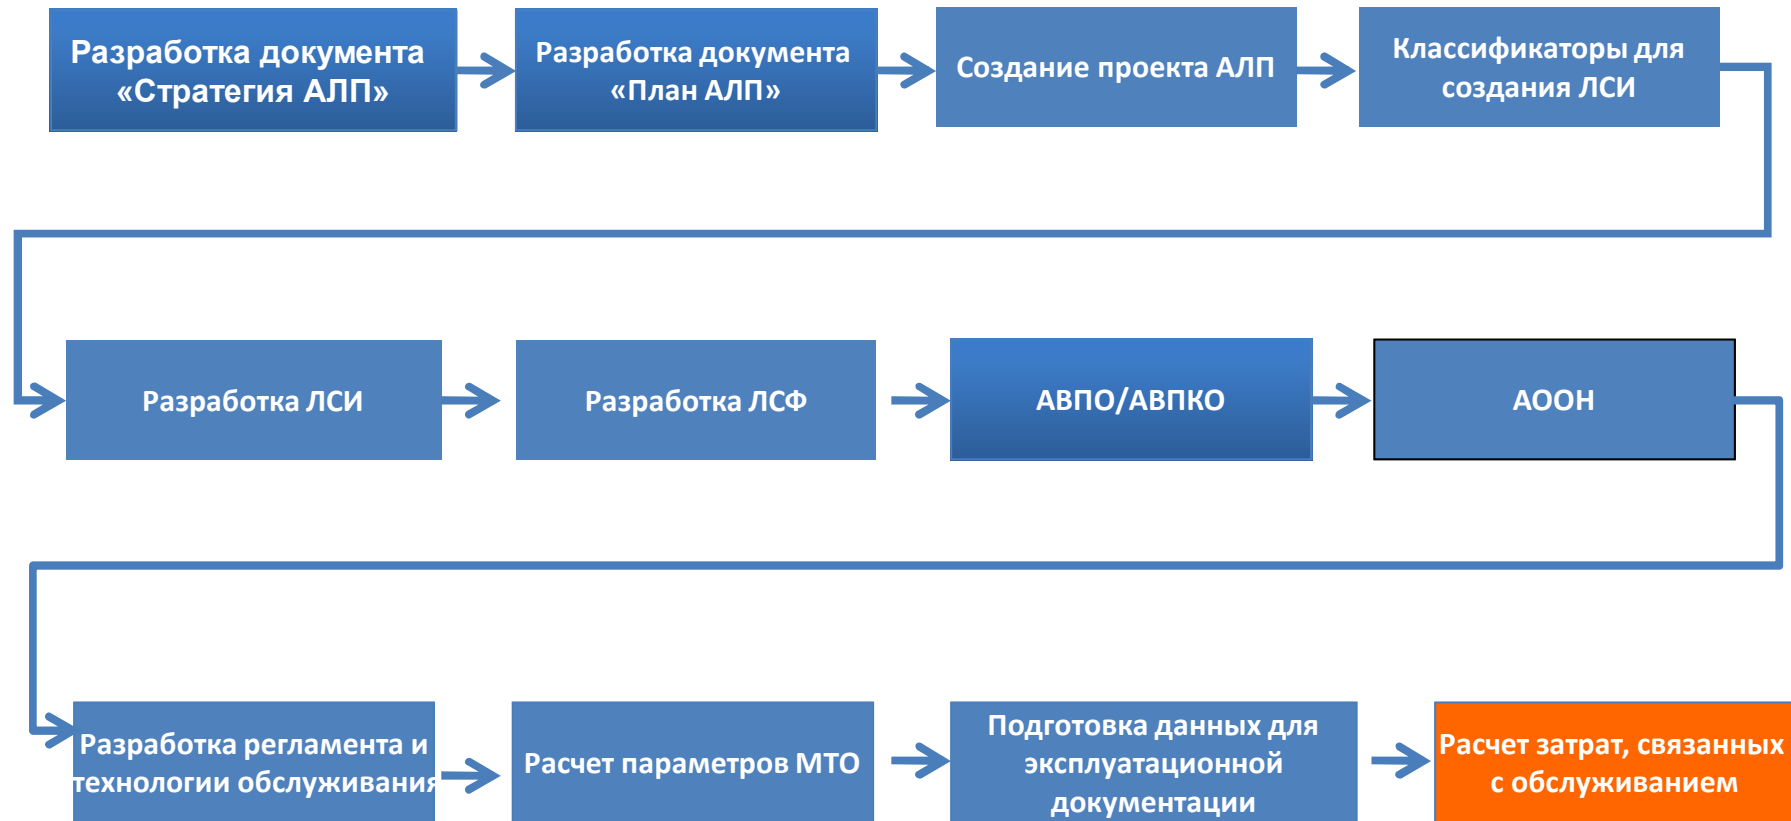 Разработка документа
«Стратегия АЛП»
Разработка документа
«План АЛП»
Создание проекта АЛП
Классификаторы для
создания ЛСИ
Разработка ЛСИ
Разработка ЛСФ
АВПО/АВПКО
АООН
Разработка регламента и
технологии обслуживания
Расчет параметров МТО
Подготовка данных для
эксплуатационной
документации
Расчет затрат, связанных
с обслуживанием